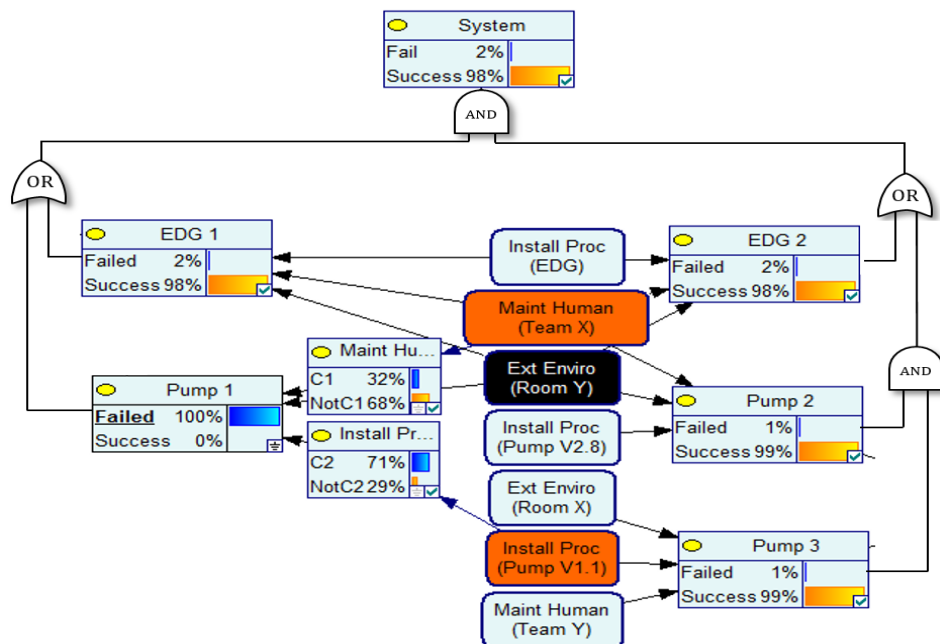 System
Fail 2%
Success 98%
AND
OR
OR
EDG 1
Failed 2%
Success 98%
Install Proc
(EDG)
EDG 2
Failed 2%
Success 98%
Maint Human
(Team X)
Maint Hu...
C1 32%
NotC1 68%
Ext Enviro
(Room Y)
AND
Pump 1
Failed 100%
Success 0%
Pump 2
Failed 1%
Success 99%
Install Proc
(Pump V2.8)
Install Pr...
C2 71%
NotC2 29%
Ext Enviro
(Room X)
Install Proc
(Pump V1.1)
Pump 3
Failed 1%
Success 99%
Maint Human
(Team Y)